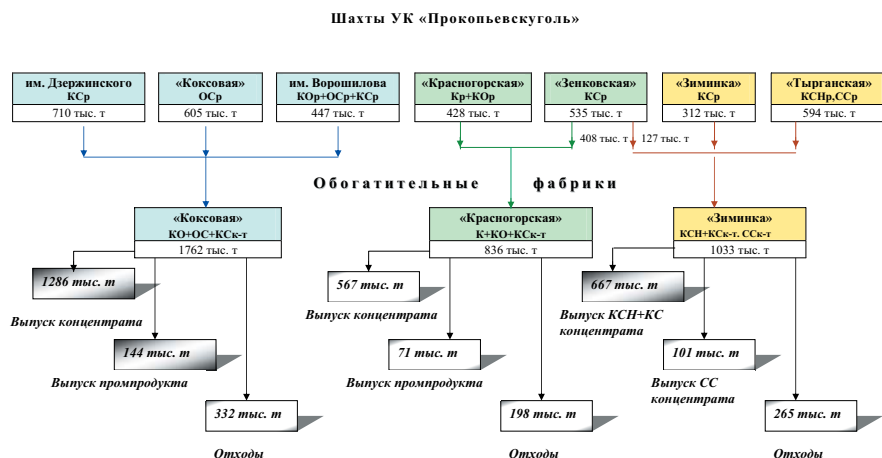 Шахты УК «Прокопьевскуголь»
им. Дзержинского
КСр
710 тыс. т
«Коксовая»
ОСр
605 тыс. т
им. Ворошилова
КОр+ОСр+КСр
447 тыс. т
«Красногорская»
Кр+КОр
428 тыс. т
«Зенковская»
КСр
535 тыс. т
«Зиминка»
КСр
312 тыс. т
«Тырганская»
КСНр,ССр
594 тыс. т
408 тыс. т
127 тыс. т
Обогатительные фабрики
«Коксовая»
КО+ОС+КСк-т
1762 тыс. т
«Красногорская»
К+КО+КСк-т
836 тыс. т
«Зиминка»
КСН+КСк-т. ССк-т
1033 тыс. т
1286 тыс. т
Выпуск концентрата
144 тыс. т
Выпуск промпродукта
332 тыс. т
Отходы
567 тыс. т
Выпуск концентрата
71 тыс. т
Выпуск промпродукта
198 тыс. т
Отходы
667 тыс. т
Выпуск КСН+КС
концентрата
101 тыс. т
Выпуск СС
концентрата
265 тыс. т
Отходы